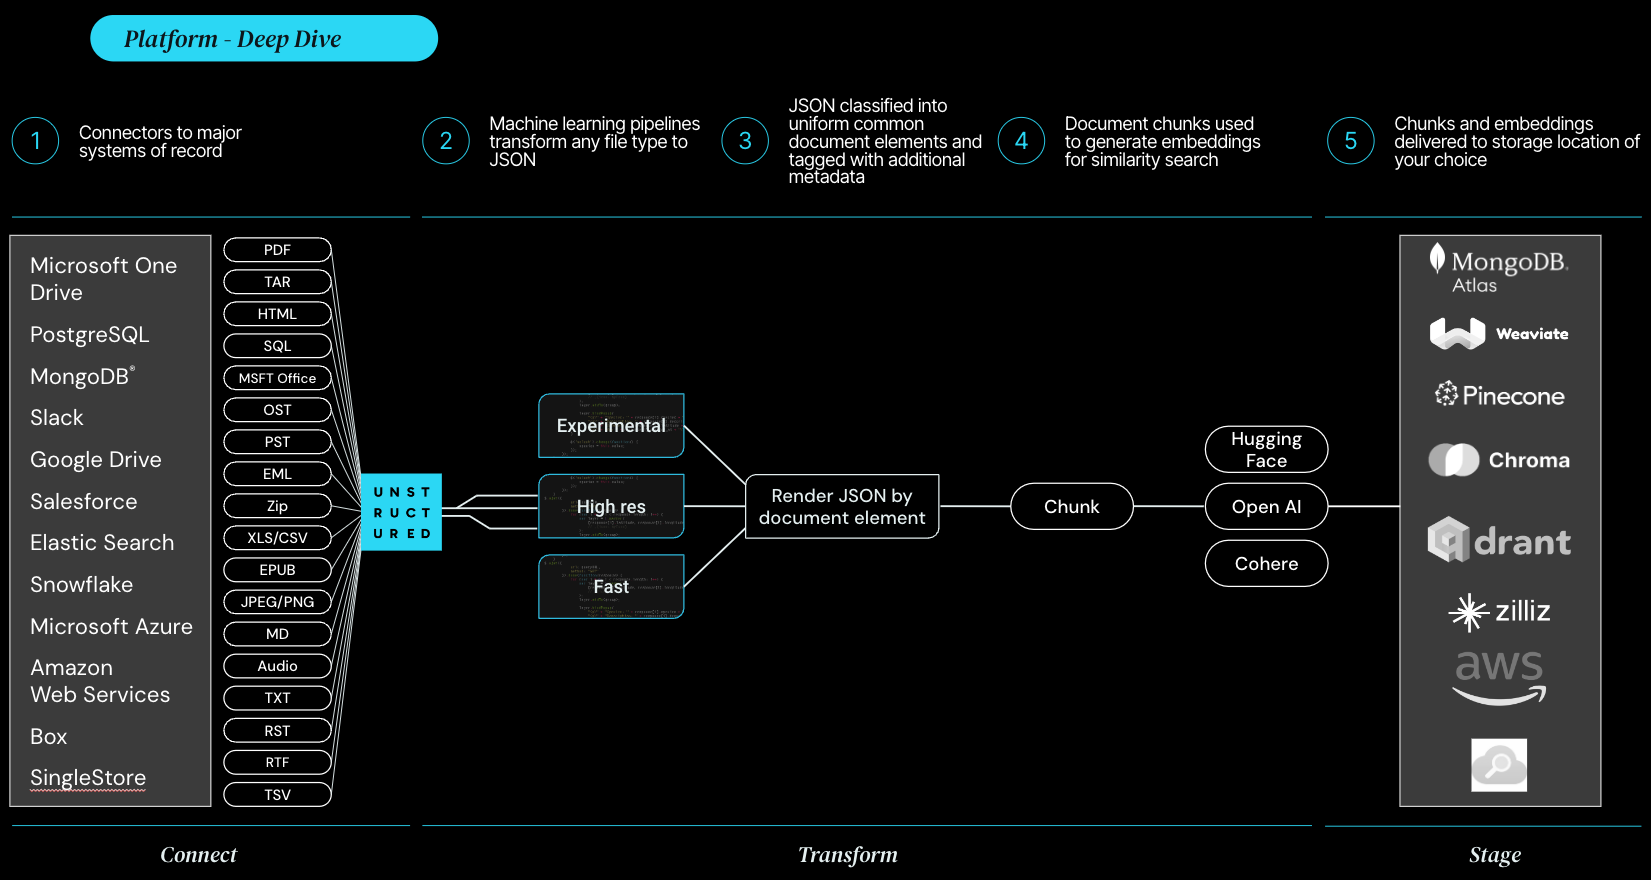 Platform - Deep Dive
1
Connectors to major
systems of record
2
Machine learning pipelines
transform any file type to
JSON
3
JSON classified into
uniform common
document elements and
tagged with additional
metadata
4
Document chunks used
to generate embeddings
for similarity search
5
Chunks and embeddings
delivered to storage location of
your choice
Microsoft One
Drive
PostgreSQL
MongoDB®
Slack
Google Drive
Salesforce
Elastic Search
Snowflake
Microsoft Azure
Amazon
Web Services
Box
SingleStore
PDF
TAR
HTML
SQL
MSFT Office
OST
PST
EML
Zip
XLS/CSV
EPUB
JPEG/PNG
MD
Audio
TXT
RST
RTF
TSV
UNST
RUCT
URED
Experimental
High res
Fast
Render JSON by
document element
Chunk
Hugging
Face
Open AI
Cohere
MongoDB®
Atlas
Weaviate
Pinecone
Chroma
qdrant
zilliz
aws
Connect
Transform
Stage